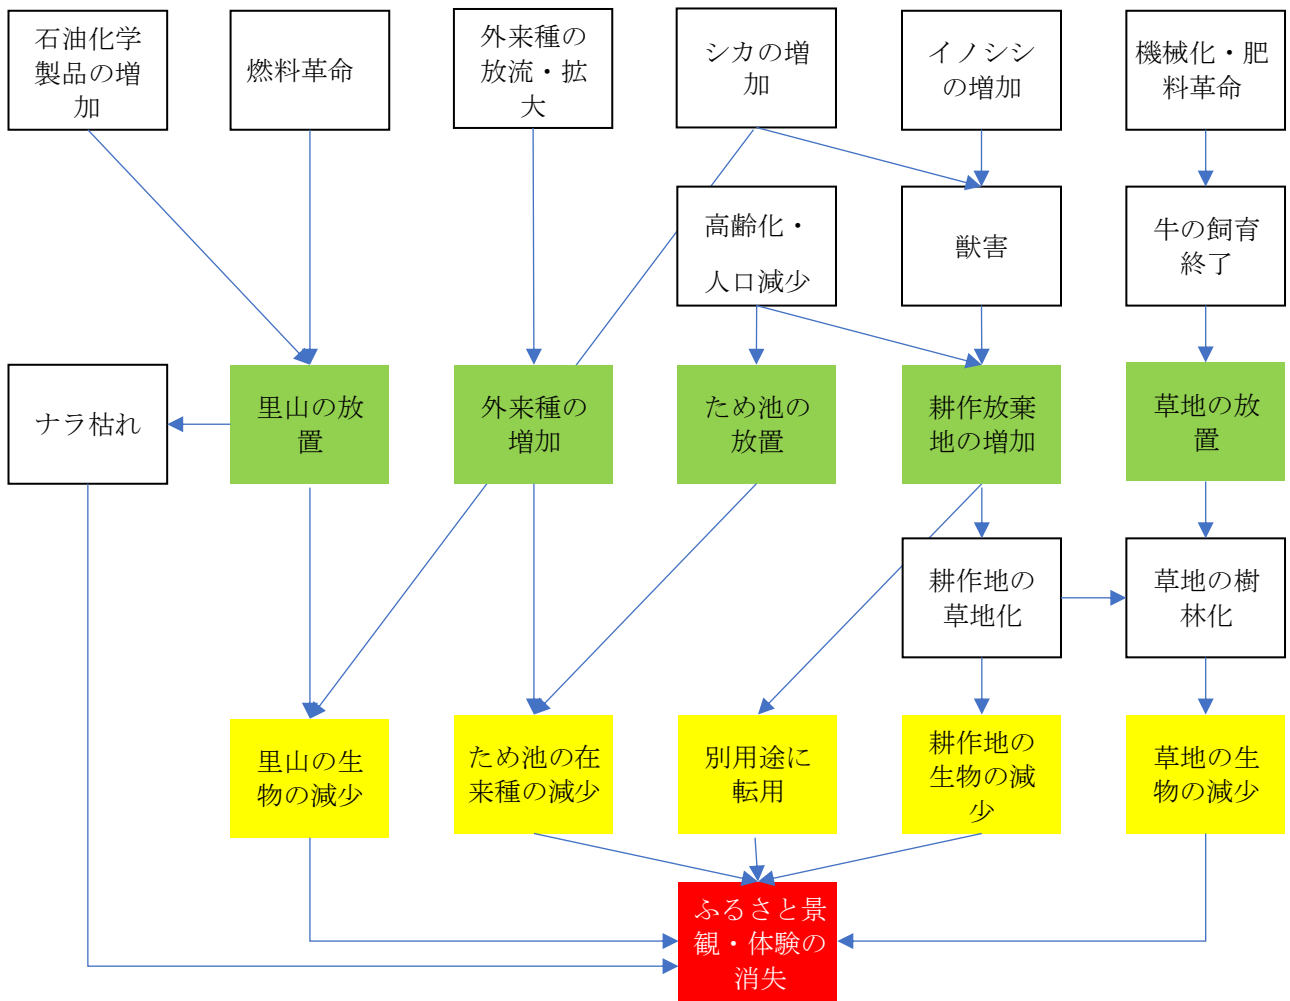 石油化学
製品の増
加
燃料革命
外来種の
放流・拡
大
シカの増
加
イノシシ
の増加
機械化・肥
料革命
高齢化・
人口減少
獣害
牛の飼育
終了
ナラ枯れ
里山の放
置
外来種の
増加
ため池の
放置
耕作放棄
地の増加
草地の放
置
耕作地の
草地化
草地の樹
林化
里山の生
物の減少
ため池の在
来種の減少
別用途に
転用
耕作地の
生物の減
少
草地の生
物の減少
ふるさと景
観・体験の
消失